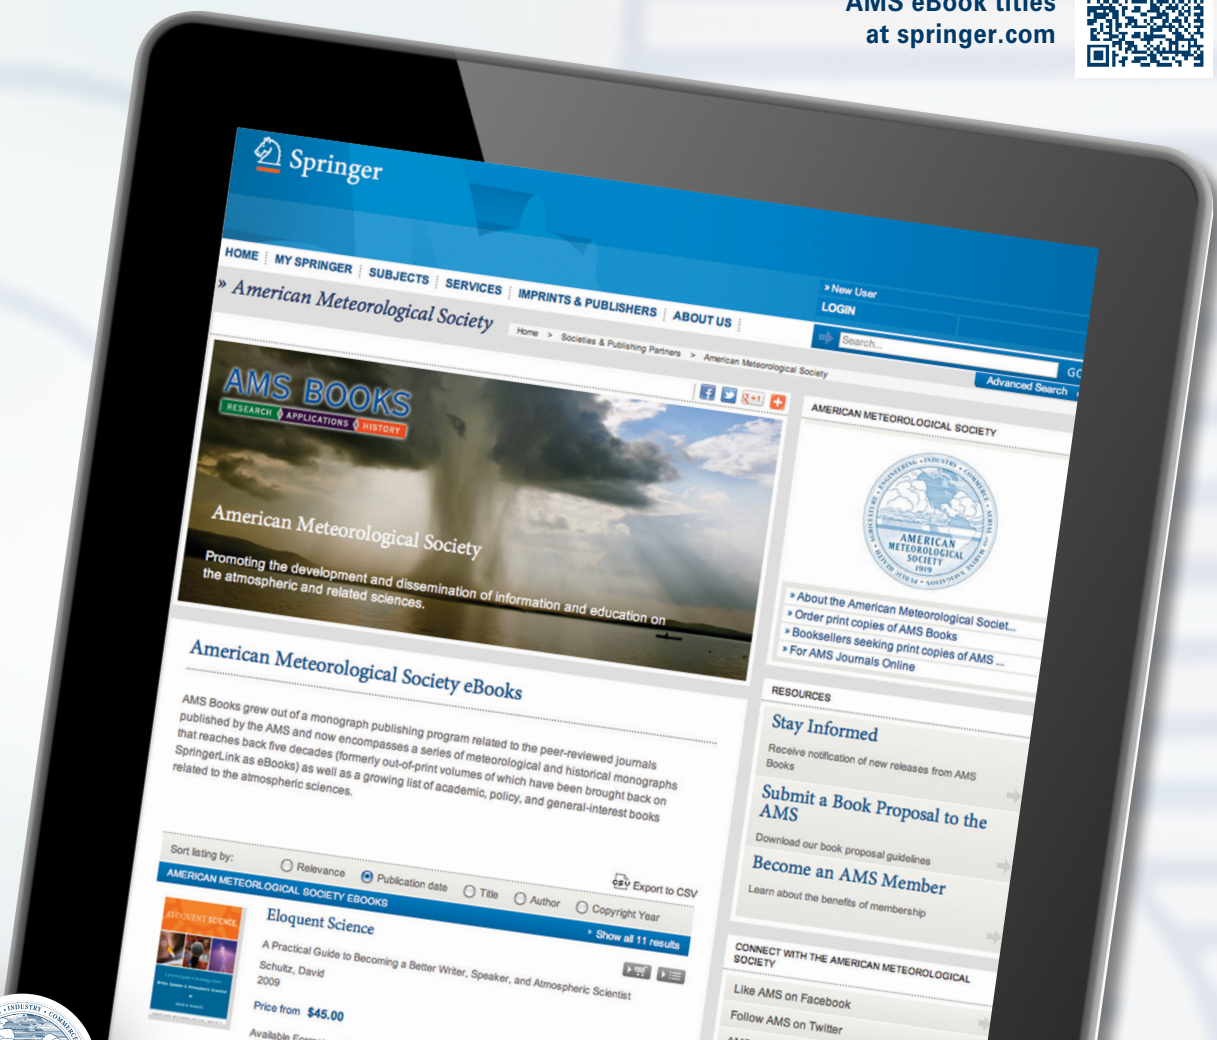 AMS eBook titles
at springer.com
Springer
HOME
MY SPRINGER
SUBJECTS
SERVICES
IMPRINTS & PUBLISHERS
ABOUT US
» New User
LOGIN
Search...
GO
Advanced Search
» American Meteorological Society
Home > Societies & Publishing Partners > American Meteorological Society
AMS BOOKS
RESEARCH APPLICATIONS HISTORY
American Meteorological Society
Promoting the development and dissemination of information and education on
the atmospheric and related sciences.
American Meteorological Society eBooks
AMS Books grew out of a monograph publishing program related to the peer-reviewed journals
published by the AMS and now encompasses a series of meteorological and historical monographs
that reaches back five decades (formerly out-of-print volumes of which have been brought back on
SpringerLink as eBooks) as well as a growing list of academic, policy, and general-interest books
related to the atmospheric sciences.
Sort listing by:
Relevance
Publication date
Title
Author
Copyright Year
Export to CSV
AMERICAN METEORLOGICAL SOCIETY EBOOKS
» Show all 11 results
ELOQUENT SCIENCE
Eloquent Science
A Practical Guide to Becoming a Better Writer, Speaker, and Atmospheric Scientist
Schultz, David
2009
Price from $45.00
AMERICAN METEOROLOGICAL SOCIETY
AMERICAN
METEOROLOGICAL
SOCIETY
1919
» About the American Meteorological Societ...
» Order print copies of AMS Books
» Booksellers seeking print copies of AMS ...
» For AMS Journals Online
RESOURCES
Stay Informed
Receive notification of new releases from AMS
Books
Submit a Book Proposal to the
AMS
Download our book proposal guidelines
Become an AMS Member
Learn about the benefits of membership
CONNECT WITH THE AMERICAN METEOROLOGICAL
SOCIETY
Like AMS on Facebook
Follow AMS on Twitter
INDUSTRY